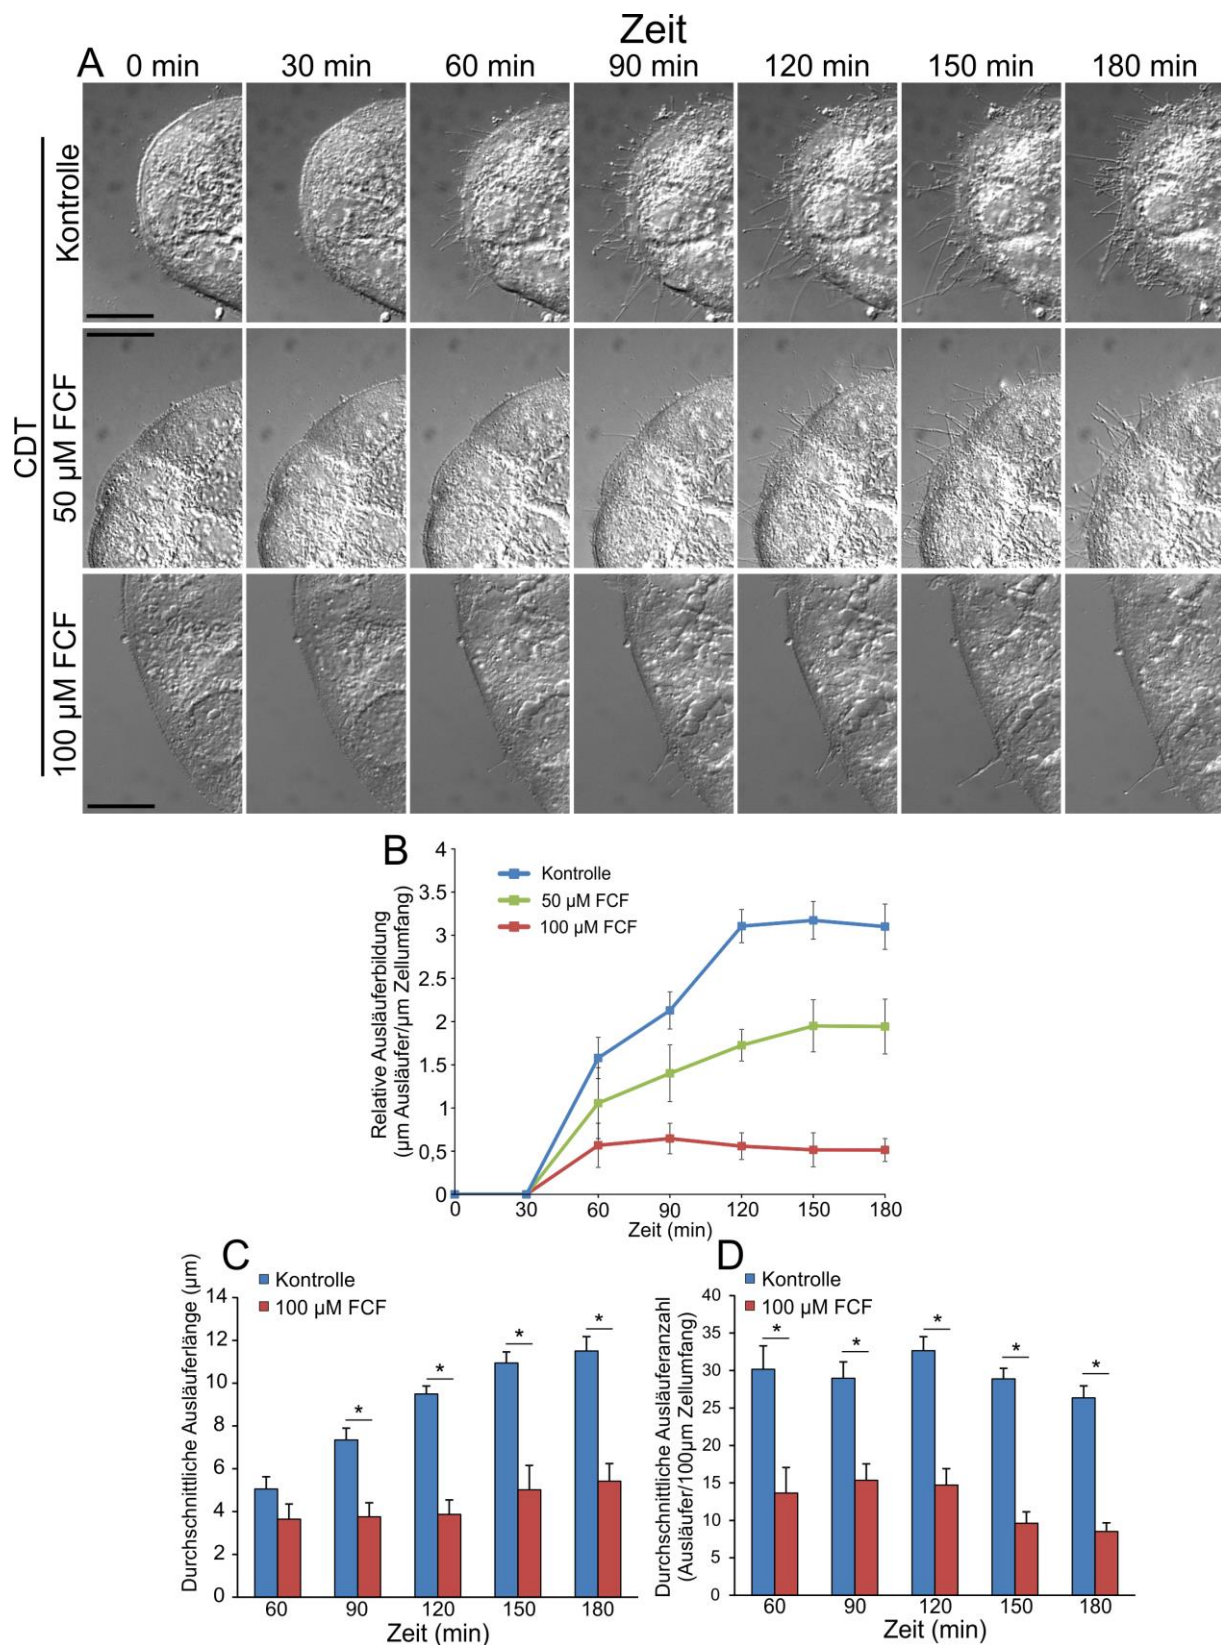 Zeit
A
0 min 30 min 60 min 90 min 120 min 150 min 180 min
CDT
Kontrolle
50 µM FCF
100 µM FCF
B
Relative Ausläuferbildung
(µm Ausläufer/µm Zellumfang)
4
3.5
3
2.5
2
1.5
1
0,5
0
Kontrolle
50 µM FCF
100 µM FCF
0 30 60 90 120 150 180
Zeit (min)
C
Durchschnittliche Ausläuferlänge (µm)
Kontrolle
100 µM FCF
14
12
10
8
6
4
2
0
* * * *
60 90 120 150 180
Zeit (min)
D
Durchschnittliche Ausläuferanzahl
(Ausläufer/100µm Zellumfang)
Kontrolle
100 µM FCF
40
35
30
25
20
15
10
5
0
* * * * *
60 90 120 150 180
Zeit (min)